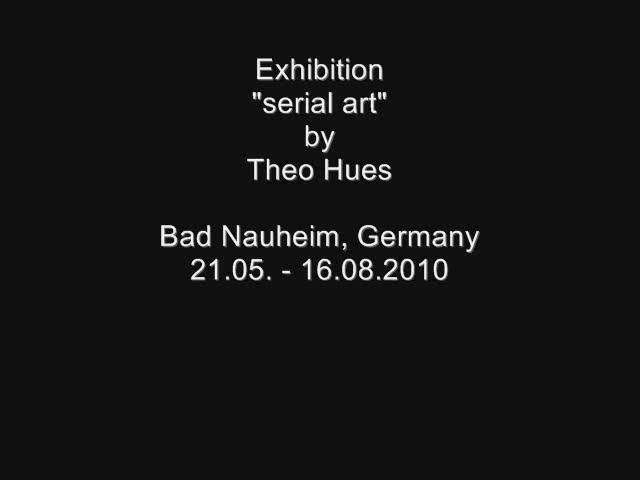 Exhibition
"serial art"
by
Theo Hues
Bad Nauheim, Germany
21.05. - 16.08.2010